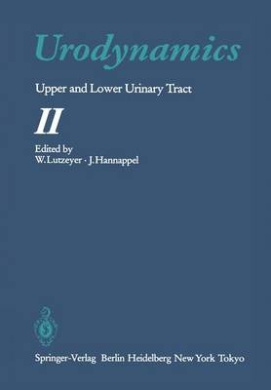 Urodynamics
Upper and Lower Urinary Tract
II
Edited by
W. Lutzeyer · J. Hannappel
Springer-Verlag Berlin Heidelberg New York Tokyo